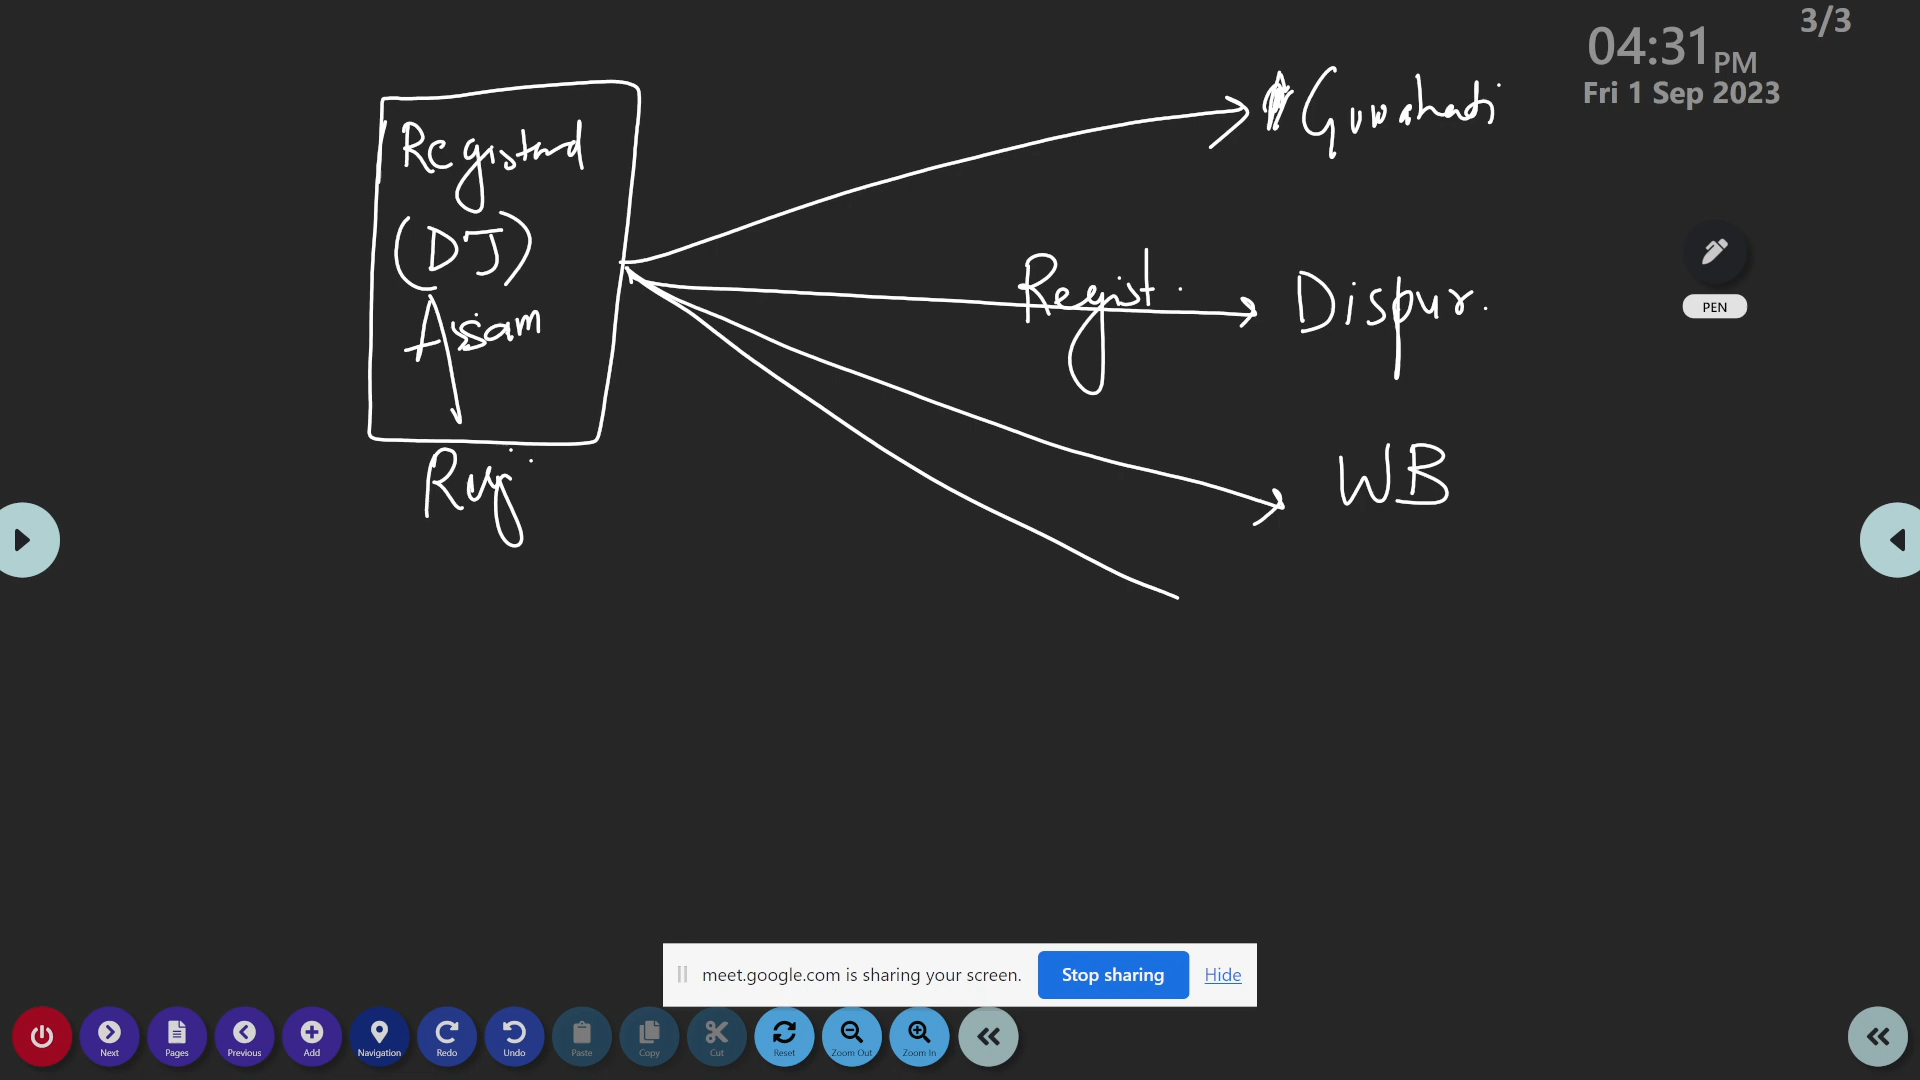 3/3
04:31 PM
Fri 1 Sep 2023
Guwahati
(DJ)
Assam
Regist.
Dispur.
PEN
WB
meet.google.com is sharing your screen.
Stop sharing
Hide
Next
Pages
Previous
Add
Navigation
Redo
Undo
Paste
Copy
Cut
Reset
Zoom Out
Zoom In